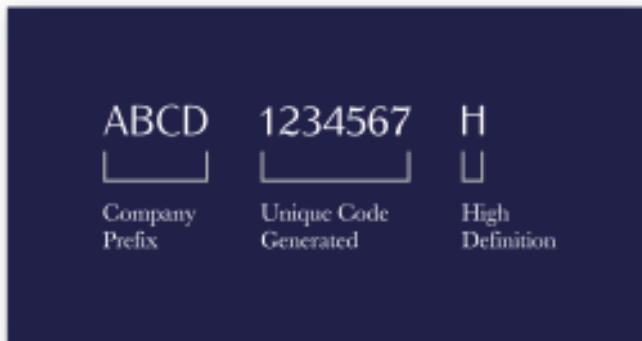 ABCD 1234567 H
Company Prefix
Unique Code Generated
High Definition